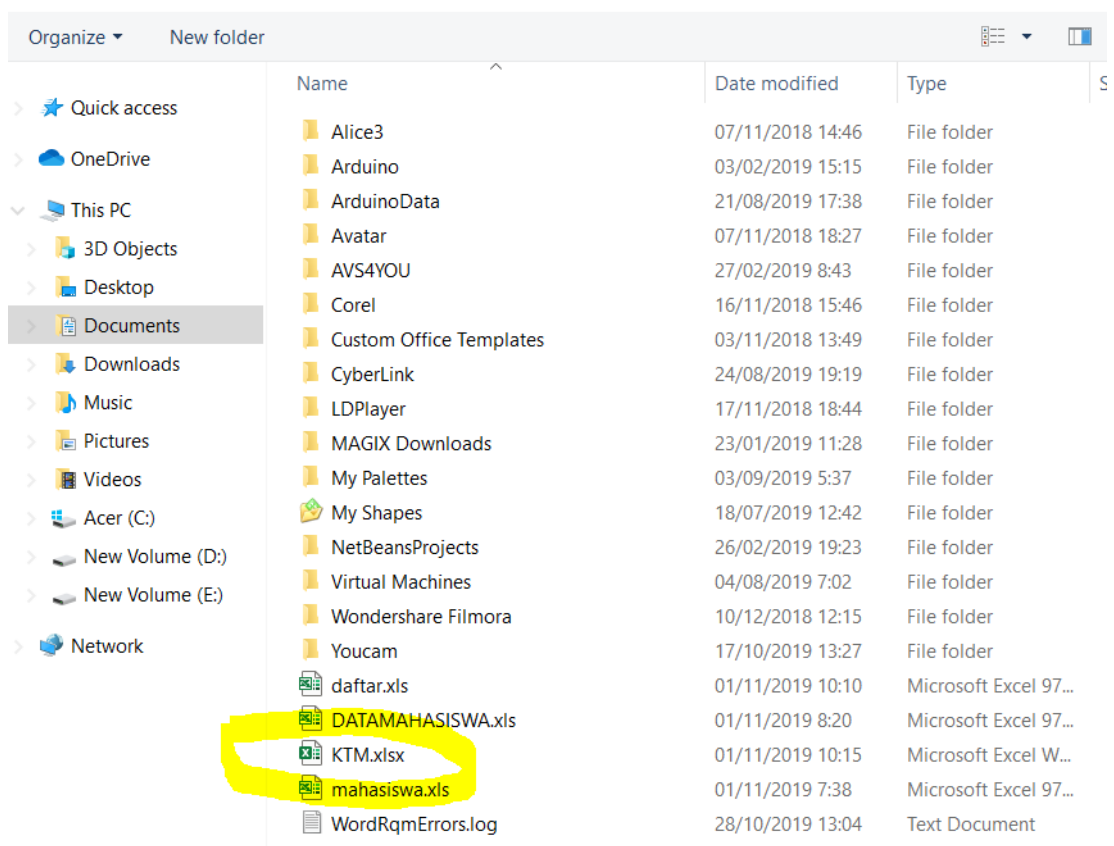 Organize New folder
Name Date modified Type S
Quick access
OneDrive
This PC
3D Objects
Desktop
Documents
Downloads
Music
Pictures
Videos
Acer (C:)
New Volume (D:)
New Volume (E:)
Network
Alice3 07/11/2018 14:46 File folder
Arduino 03/02/2019 15:15 File folder
ArduinoData 21/08/2019 17:38 File folder
Avatar 07/11/2018 18:27 File folder
AVS4YOU 27/02/2019 8:43 File folder
Corel 16/11/2018 15:46 File folder
Custom Office Templates 03/11/2018 13:49 File folder
CyberLink 24/08/2019 19:19 File folder
LDPlayer 17/11/2018 18:44 File folder
MAGIX Downloads 23/01/2019 11:28 File folder
My Palettes 03/09/2019 5:37 File folder
My Shapes 18/07/2019 12:42 File folder
NetBeansProjects 26/02/2019 19:23 File folder
Virtual Machines 04/08/2019 7:02 File folder
Wondershare Filmora 10/12/2018 12:15 File folder
Youcam 17/10/2019 13:27 File folder
daftar.xls 01/11/2019 10:10 Microsoft Excel 97...
DATAMAHASISWA.xls 01/11/2019 8:20 Microsoft Excel 97...
KTM.xlsx 01/11/2019 10:15 Microsoft Excel W...
mahasiswa.xls 01/11/2019 7:38 Microsoft Excel 97...
WordRqmErrors.log 28/10/2019 13:04 Text Document